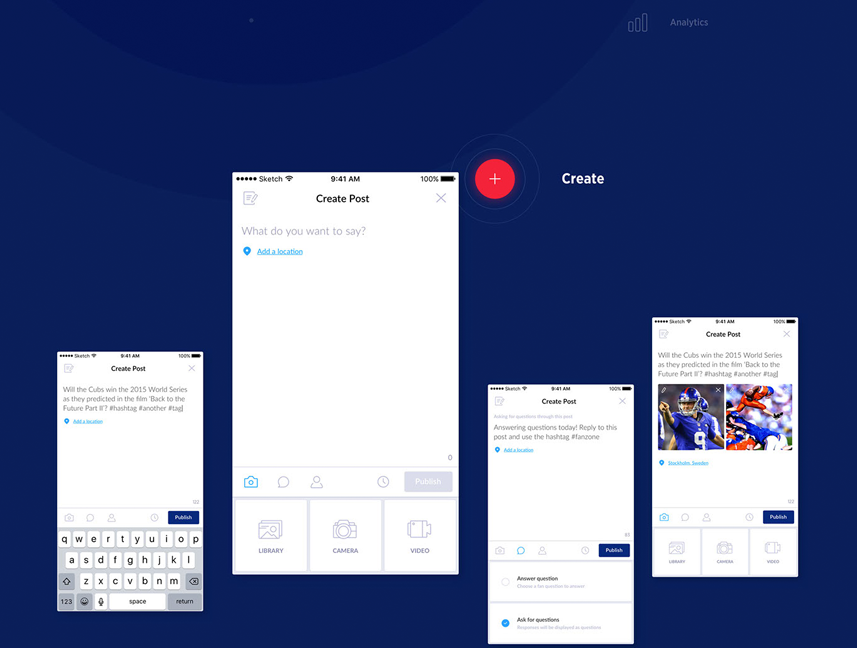 Analytics
Create
••••• Sketch 9:41 AM 100%
Create Post
What do you want to say?
Add a location
0
Publish
LIBRARY CAMERA VIDEO
••••• Sketch 9:41 AM 100%
Create Post
Will the Cubs win the 2015 World Series
as they predicted in the film 'Back to the
Future Part II'? #hashtag #another #tag
Add a location
Publish
q w e r t y u i o p
a s d f g h j k l
z x c v b n m
123 space return
••••• Sketch 9:41 AM 100%
Create Post
Asking for questions through this post
Answering questions today! Reply to this
post and use the hashtag #fanzone
Add a location
85
Publish
Answer question
Choose a fan question to answer
Ask for questions
Responses will be displayed as questions
••••• Sketch 9:41 AM 100%
Create Post
Will the Cubs win the 2015 World Series
as they predicted in the film 'Back to the
Future Part II'? #hashtag #another #tag
Stockholm, Sweden
Publish
LIBRARY CAMERA VIDEO